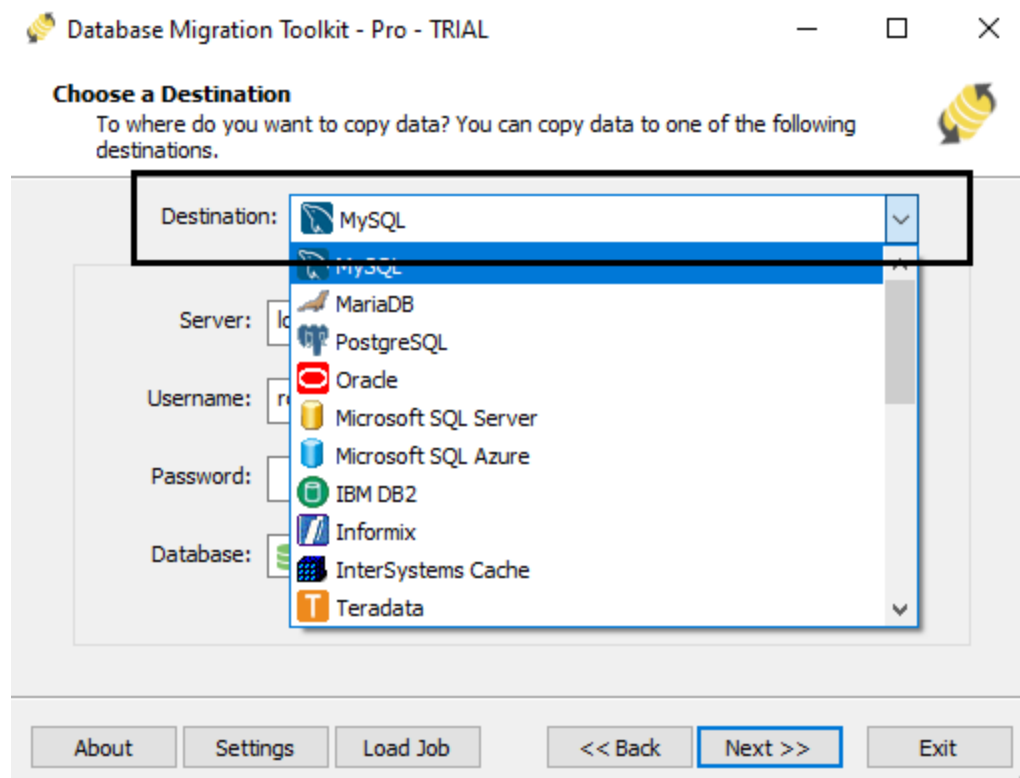 Database Migration Toolkit - Pro - TRIAL
Choose a Destination
To where do you want to copy data? You can copy data to one of the following
destinations.
Destination: MySQL
MySQL
MariaDB
Server: lo
PostgreSQL
Oracle
Username:
Microsoft SQL Server
Microsoft SQL Azure
Password:
IBM DB2
Informix
Database:
InterSystems Cache
Teradata
About Settings Load Job << Back Next >> Exit